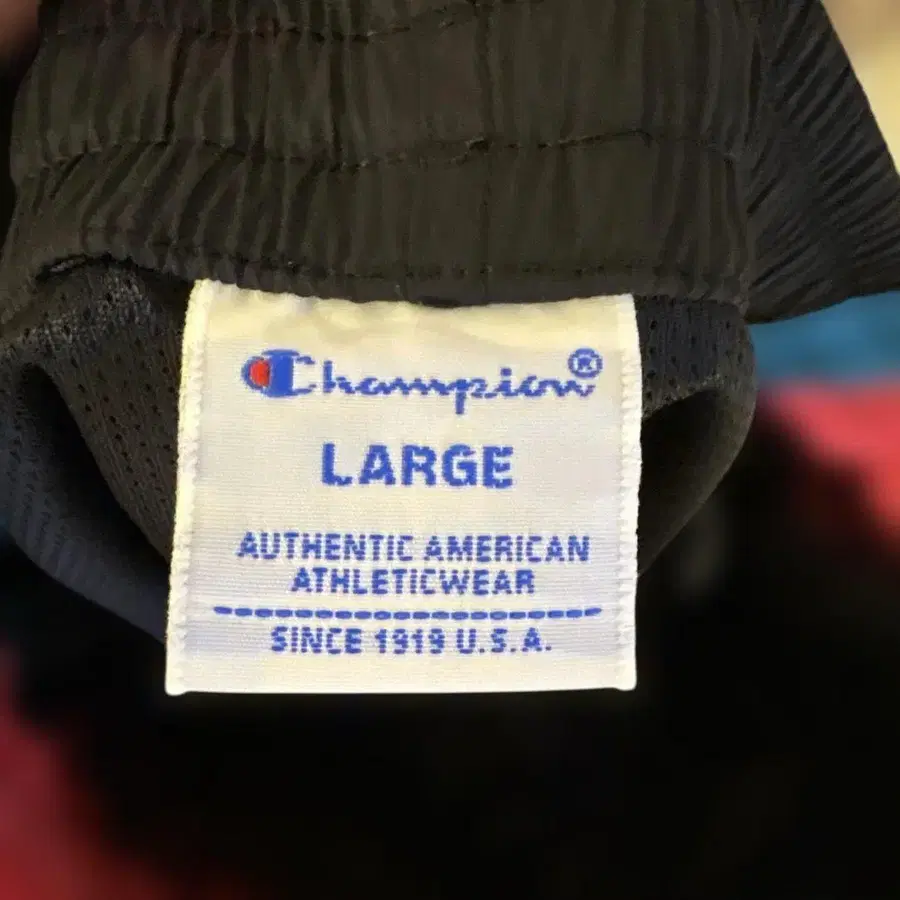 Champion®
LARGE
AUTHENTIC AMERICAN
ATHLETICWEAR
SINCE 1919 U.S.A.